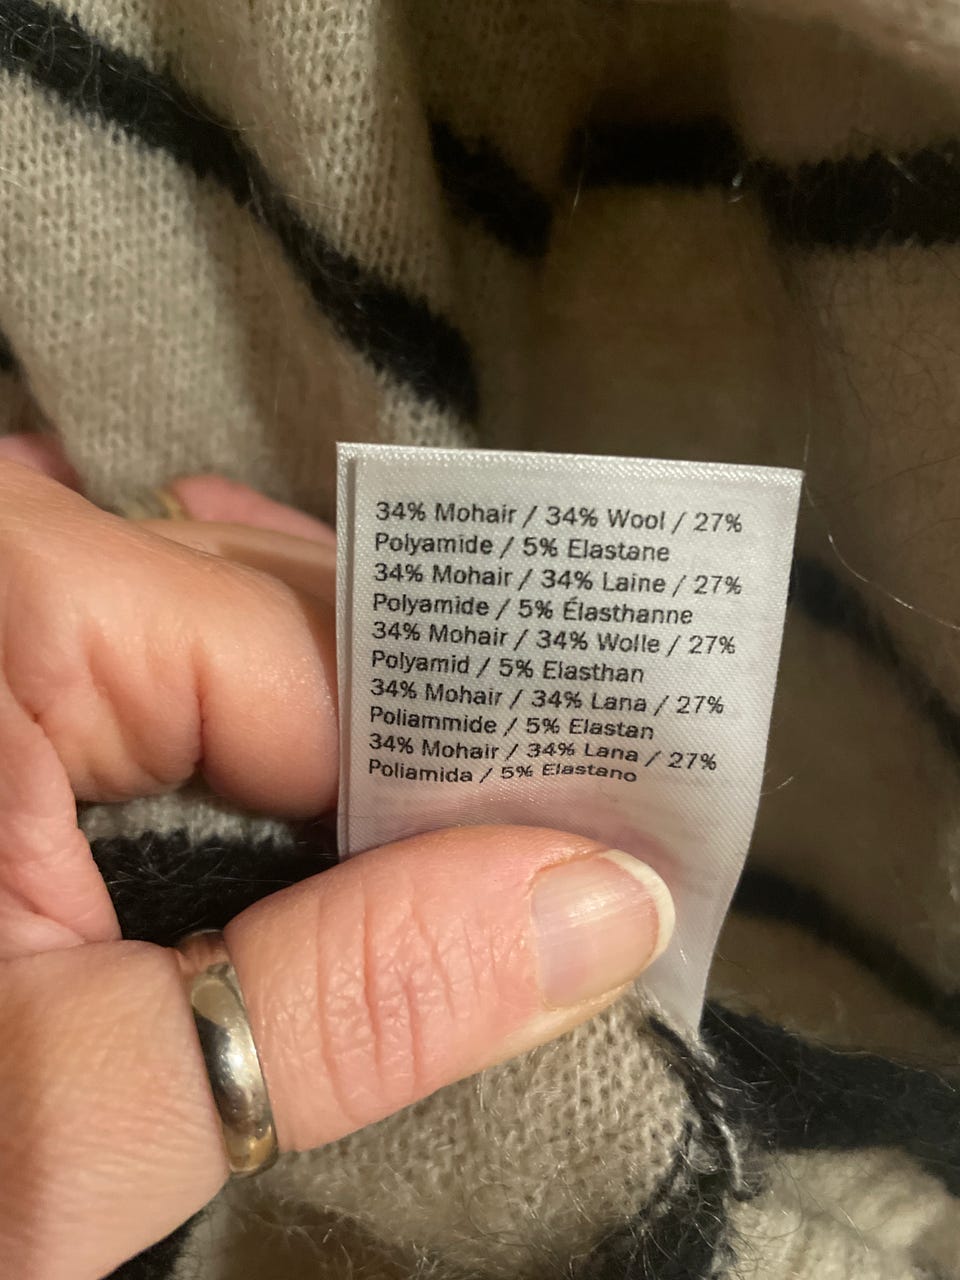 34% Mohair / 34% Wool / 27%
Polyamide / 5% Elastane
34% Mohair / 34% Laine / 27%
Polyamide / 5% Élasthanne
34% Mohair / 34% Wolle / 27%
Polyamid / 5% Elasthan
34% Mohair / 34% Lana / 27%
Poliammide / 5% Elastan
34% Mohair / 34% Lana / 27%
Poliamida / 5% Elastano